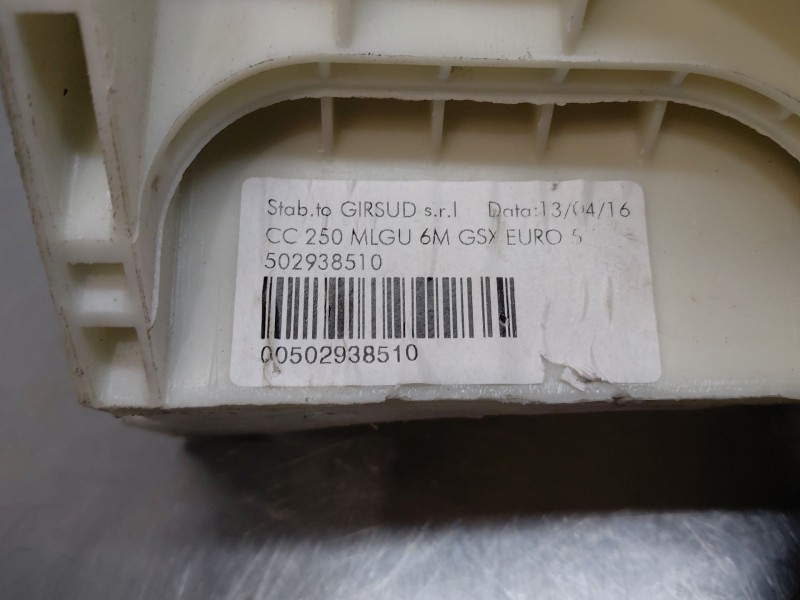 Stab.to GIRSUD s.r.l Data:13/04/16
CC 250 MLGU 6M GSX EURO 5
502938510
00502938510